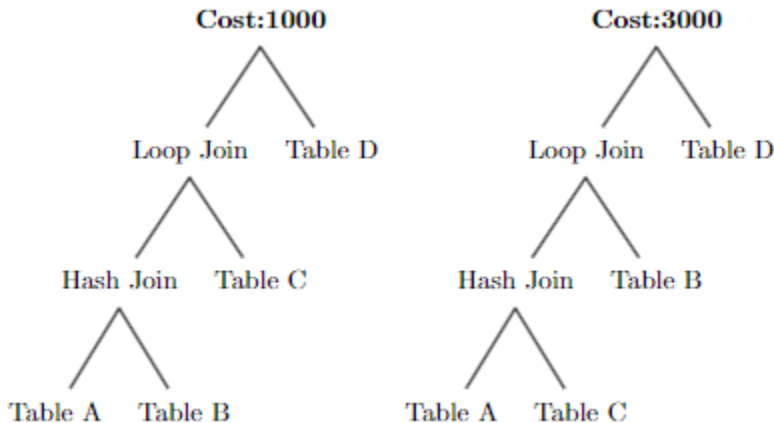 Cost:1000
Cost:3000
Loop Join
Table D
Loop Join
Table D
Hash Join
Table C
Hash Join
Table B
Table A
Table B
Table A
Table C